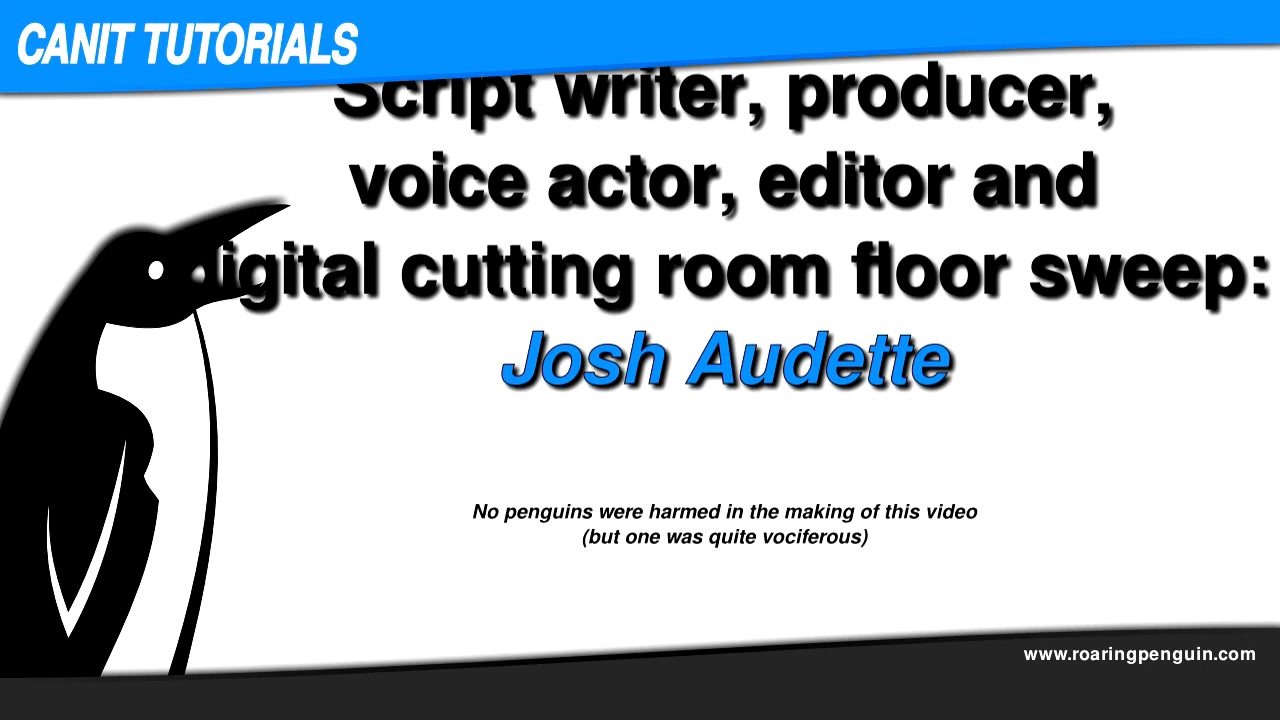 CANIT TUTORIALS
Script writer, producer,
voice actor, editor and
digital cutting room floor sweep:
Josh Audette
No penguins were harmed in the making of this video
(but one was quite vociferous)
www.roaringpenguin.com